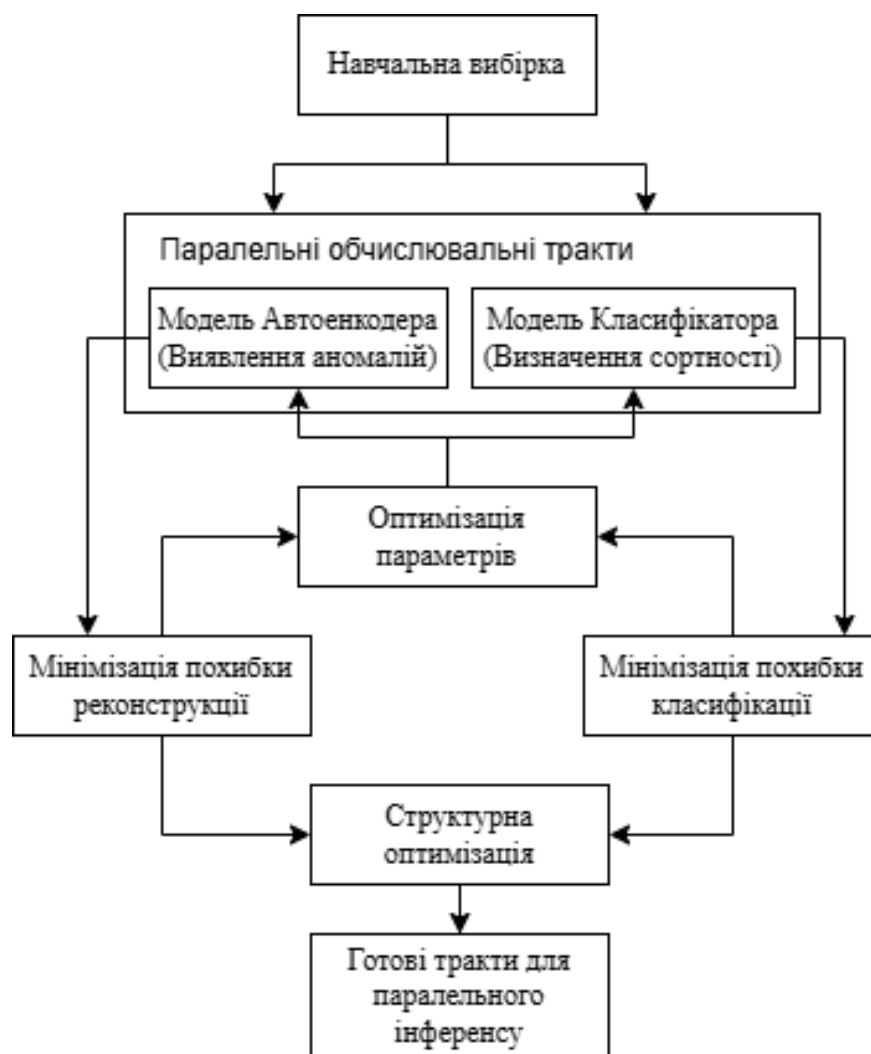 Навчальна вибірка
Паралельні обчислювальні тракти
Модель Автоенкодера
(Виявлення аномалій)
Модель Класифікатора
(Визначення сортності)
Оптимізація
параметрів
Мінімізація похибки
реконструкції
Мінімізація похибки
класифікації
Структурна
оптимізація
Готові тракти для
паралельного
інференсу